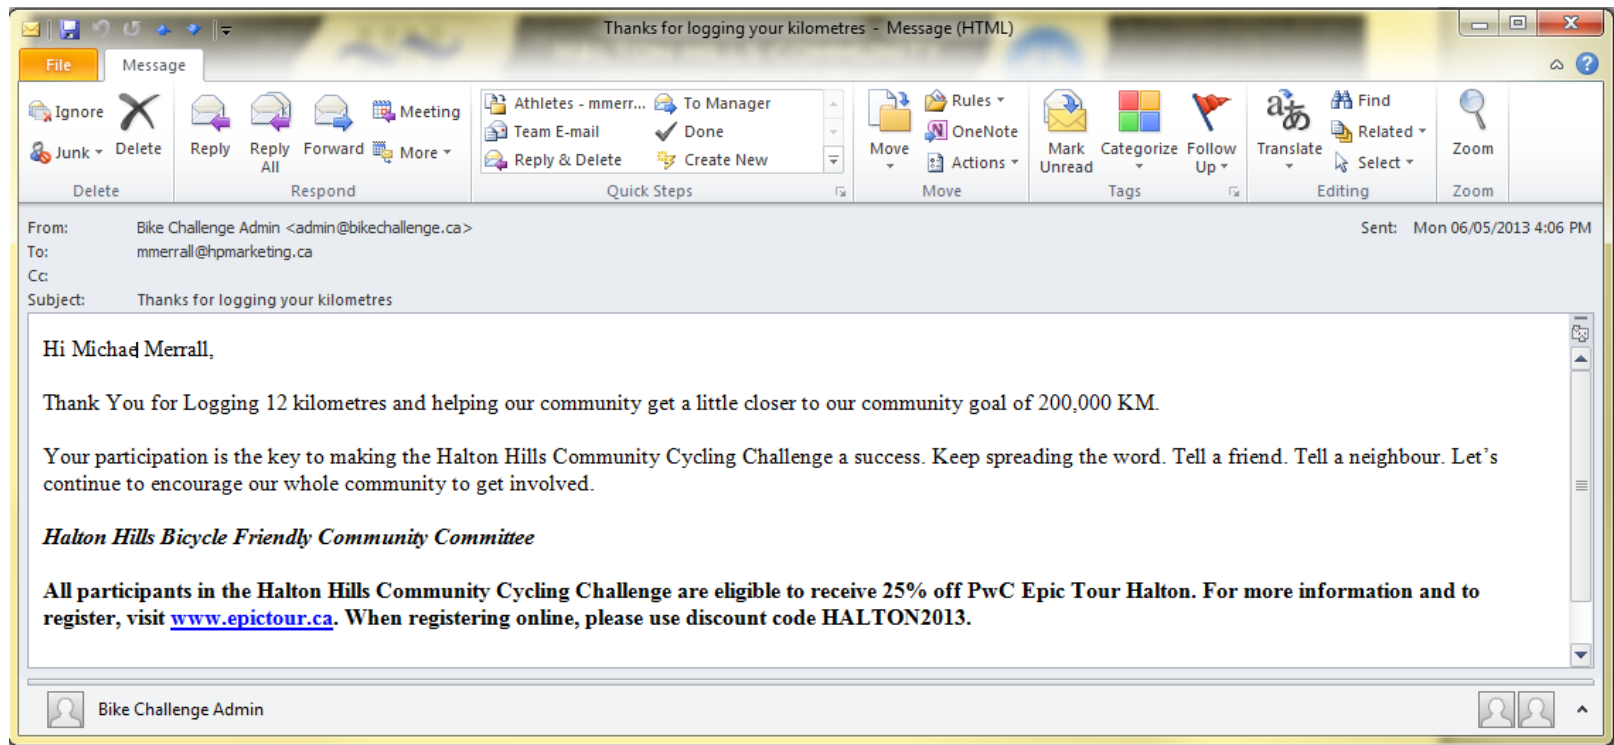 Thanks for logging your kilometres - Message (HTML)
File Message
Ignore
Junk
Delete
Delete
Reply
Reply All
Forward
Meeting
More
Respond
Athletes - mmerr...
To Manager
Team E-mail
Done
Reply & Delete
Create New
Quick Steps
Move
Rules
OneNote
Actions
Move
Mark Unread
Categorize
Follow Up
Tags
Translate
Find
Related
Select
Editing
Zoom
Zoom
From: Bike Challenge Admin <admin@bikechallenge.ca>
Sent: Mon 06/05/2013 4:06 PM
To: mmerrall@hpmarketing.ca
Cc:
Subject: Thanks for logging your kilometres
Hi Michael Merrall,
Thank You for Logging 12 kilometres and helping our community get a little closer to our community goal of 200,000 KM.
Your participation is the key to making the Halton Hills Community Cycling Challenge a success. Keep spreading the word. Tell a friend. Tell a neighbour. Let's
continue to encourage our whole community to get involved.
Halton Hills Bicycle Friendly Community Committee
All participants in the Halton Hills Community Cycling Challenge are eligible to receive 25% off PwC Epic Tour Halton. For more information and to
register, visit www.epictour.ca. When registering online, please use discount code HALTON2013.
Bike Challenge Admin